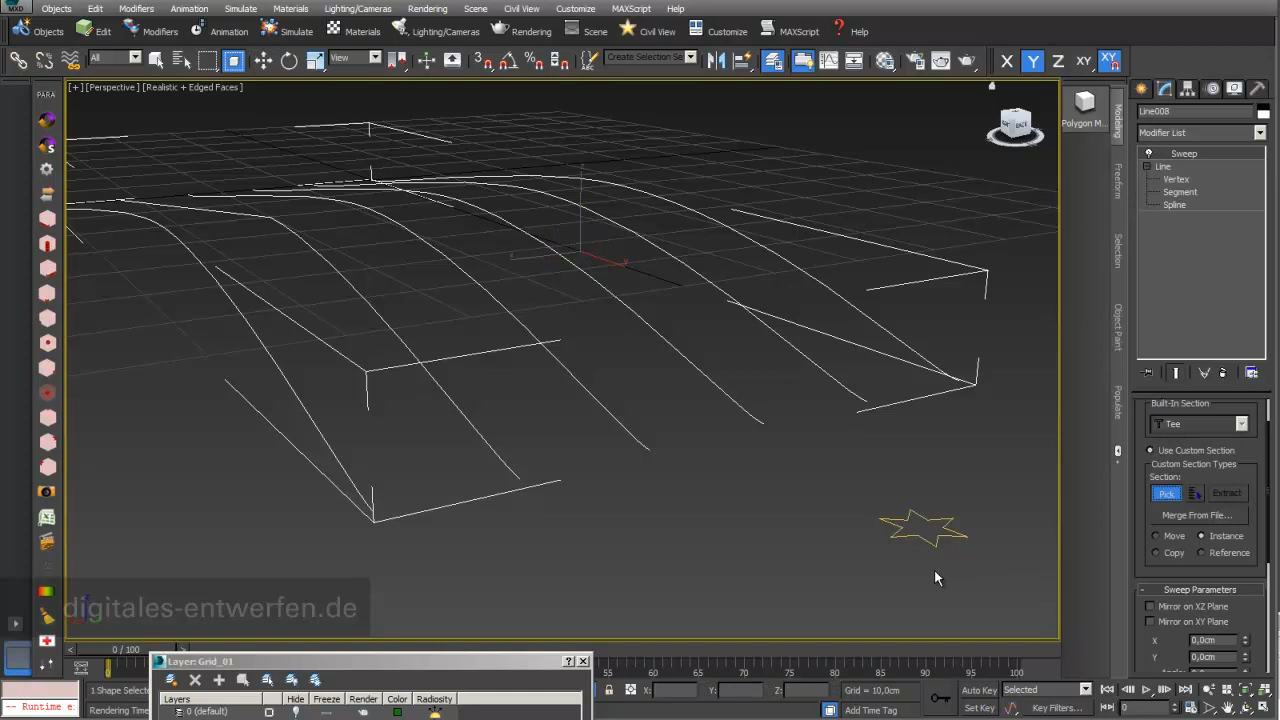 MXD
Objects Edit Modifiers Animation Simulate Materials Lighting/Cameras Rendering Scene Civil View Customize MAXScript Help
Objects Edit Modifiers Animation Simulate Materials Lighting/Cameras Rendering Scene Civil View Customize MAXScript Help
All View 3 Create Selection Se X Y Z XY XY
[+] [Perspective] [Realistic + Edged Faces]
PARA
BACK
Polygon M...
Modeling
Freeform
Selection
Object Paint
Populate
Line008
Modifier List
Sweep
Line
Vertex
Segment
Spline
Built-In Section
Tee
Use Custom Section
Custom Section Types
Section:
Pick Extract
Merge From File...
Move Instance
Copy Reference
Sweep Parameters
Mirror on XZ Plane
Mirror on XY Plane
X 0,0cm
Y 0,0cm
digitales-entwerfen.de
0 / 100
0 55 60 65 70 75 80 85 90 95 100
Layer: Grid_01
Layers Hide Freeze Render Color Radiosity
0 (default)
-- Runtime e:
1 Shape Selected
Rendering Time
X: Y: Z: Grid = 10,0cm
Add Time Tag
Auto Key Selected
Set Key Key Filters...
0